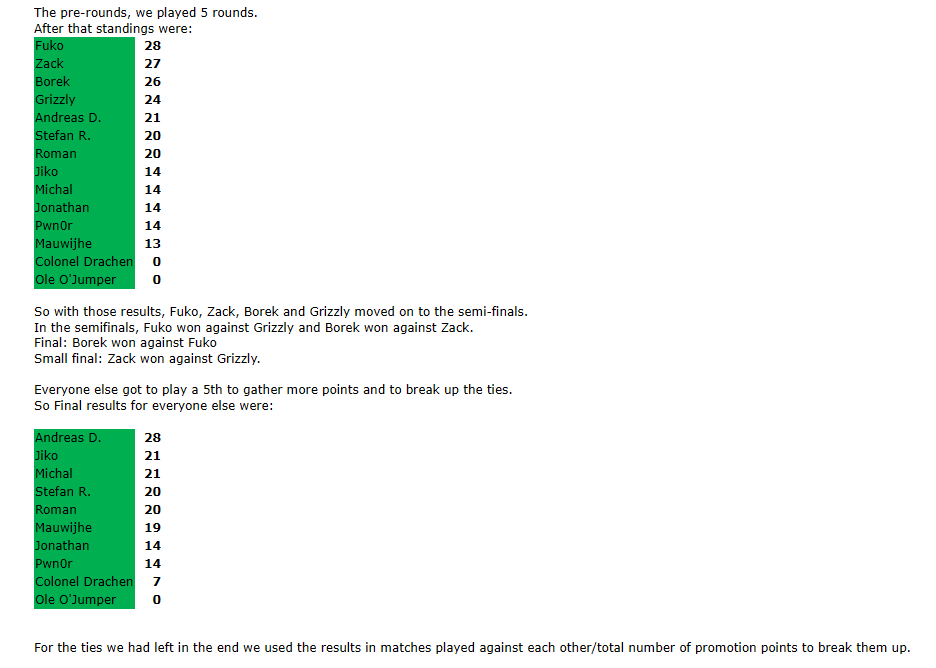 The pre-rounds, we played 5 rounds.
After that standings were:
Fuko 28
Zack 27
Borek 26
Grizzly 24
Andreas D. 21
Stefan R. 20
Roman 20
Jiko 14
Michal 14
Jonathan 14
Pwn0r 14
Mauwijhe 13
Colonel Drachen 0
Ole O'Jumper 0
So with those results, Fuko, Zack, Borek and Grizzly moved on to the semi-finals.
In the semifinals, Fuko won against Grizzly and Borek won against Zack.
Final: Borek won against Fuko
Small final: Zack won against Grizzly.
Everyone else got to play a 5th to gather more points and to break up the ties.
So Final results for everyone else were:
Andreas D. 28
Jiko 21
Michal 21
Stefan R. 20
Roman 20
Mauwijhe 19
Jonathan 14
Pwn0r 14
Colonel Drachen 7
Ole O'Jumper 0
For the ties we had left in the end we used the results in matches played against each other/total number of promotion points to break them up.